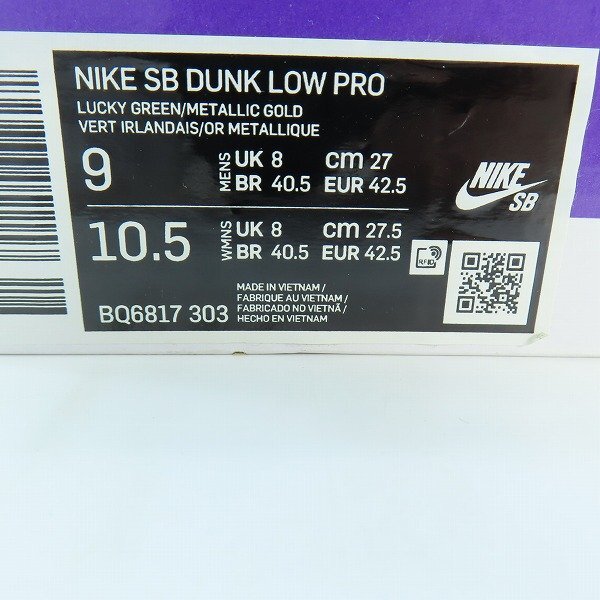 NIKE SB DUNK LOW PRO
LUCKY GREEN/METALLIC GOLD
VERT IRLANDAIS/OR METALLIQUE
9 MENS UK 8 cm 27
BR 40.5 EUR 42.5
NIKE SB
10.5 WMNS UK 8 cm 27.5
BR 40.5 EUR 42.5
RFID
BQ6817 303
MADE IN VIETNAM/
FABRIQUE AU VIETNAM/
FABRICADO NO VIETNÃ/
HECHO EN VIETNAM